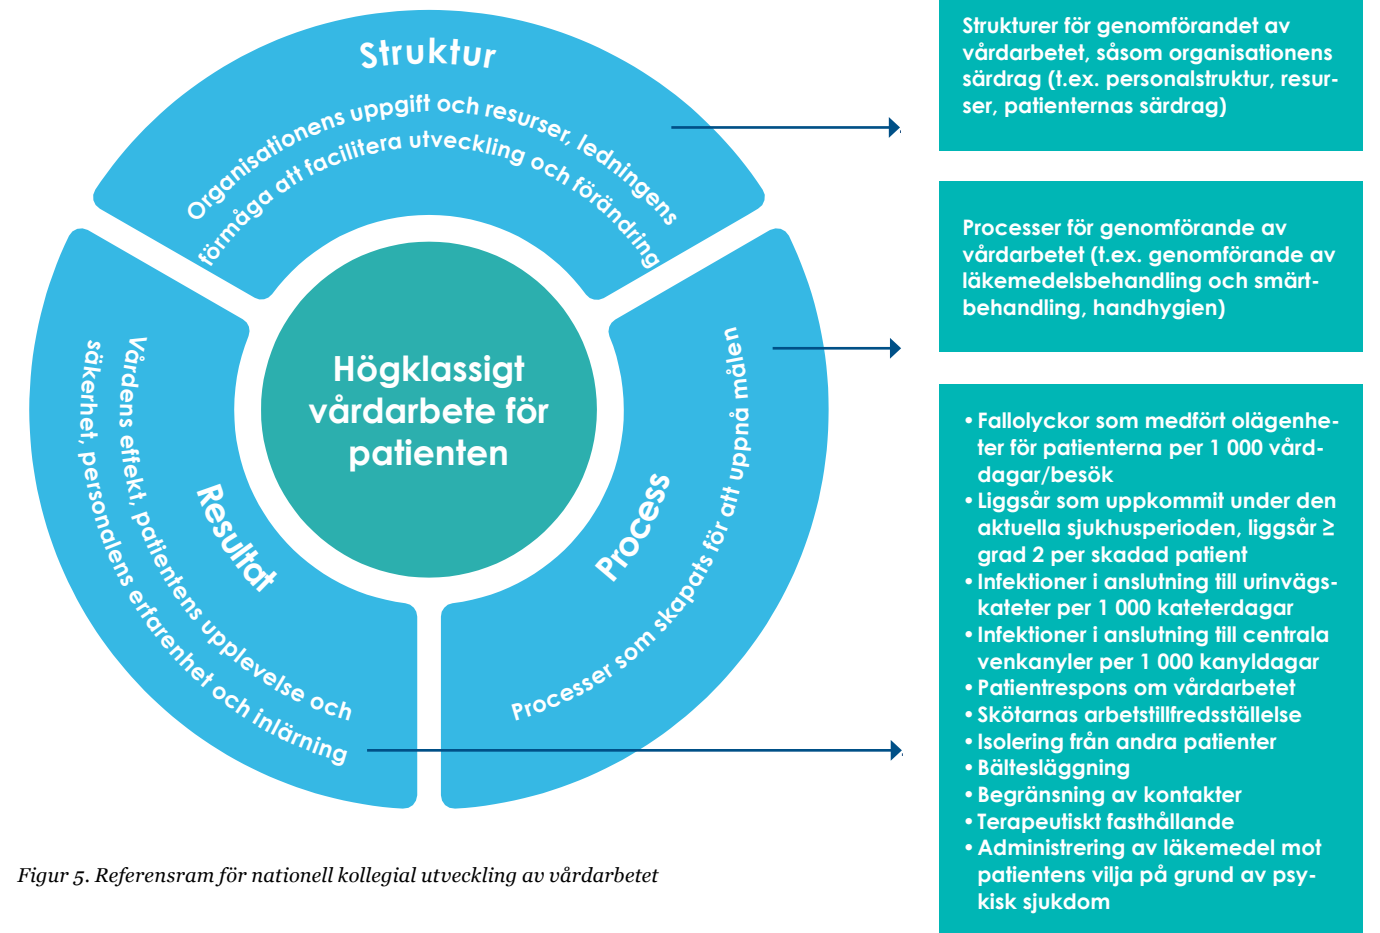 Struktur
Organisationens uppgift och resurser, ledningens
förmåga att facilitera utveckling och förändring
Högklassigt
vårdarbete för
patienten
Process
Processer som skapats för att uppnå målen
Resultat
Vårdens effekt, patientens upplevelse och
säkerhet, personalens erfarenhet och inlärning
Strukturer för genomförandet av
vårdarbetet, såsom organisationens
särdrag (t.ex. personalstruktur, resur-
ser, patienternas särdrag)
Processer för genomförande av
vårdarbetet (t.ex. genomförande av
läkemedelsbehandling och smärt-
behandling, handhygien)
• Fallolyckor som medfört olägenhe-
ter för patienterna per 1 000 vård-
dagar/besök
• Liggsår som uppkommit under den
aktuella sjukhusperioden, liggsår ≥
grad 2 per skadad patient
• Infektioner i anslutning till urinvägs-
kateter per 1 000 kateterdagar
• Infektioner i anslutning till centrala
venkanyler per 1 000 kanyldagar
• Patientrespons om vårdarbetet
• Skötarnas arbetstillfredsställelse
• Isolering från andra patienter
• Bältesläggning
• Begränsning av kontakter
• Terapeutiskt fasthållande
• Administrering av läkemedel mot
patientens vilja på grund av psy-
kisk sjukdom
Figur 5. Referensram för nationell kollegial utveckling av vårdarbetet